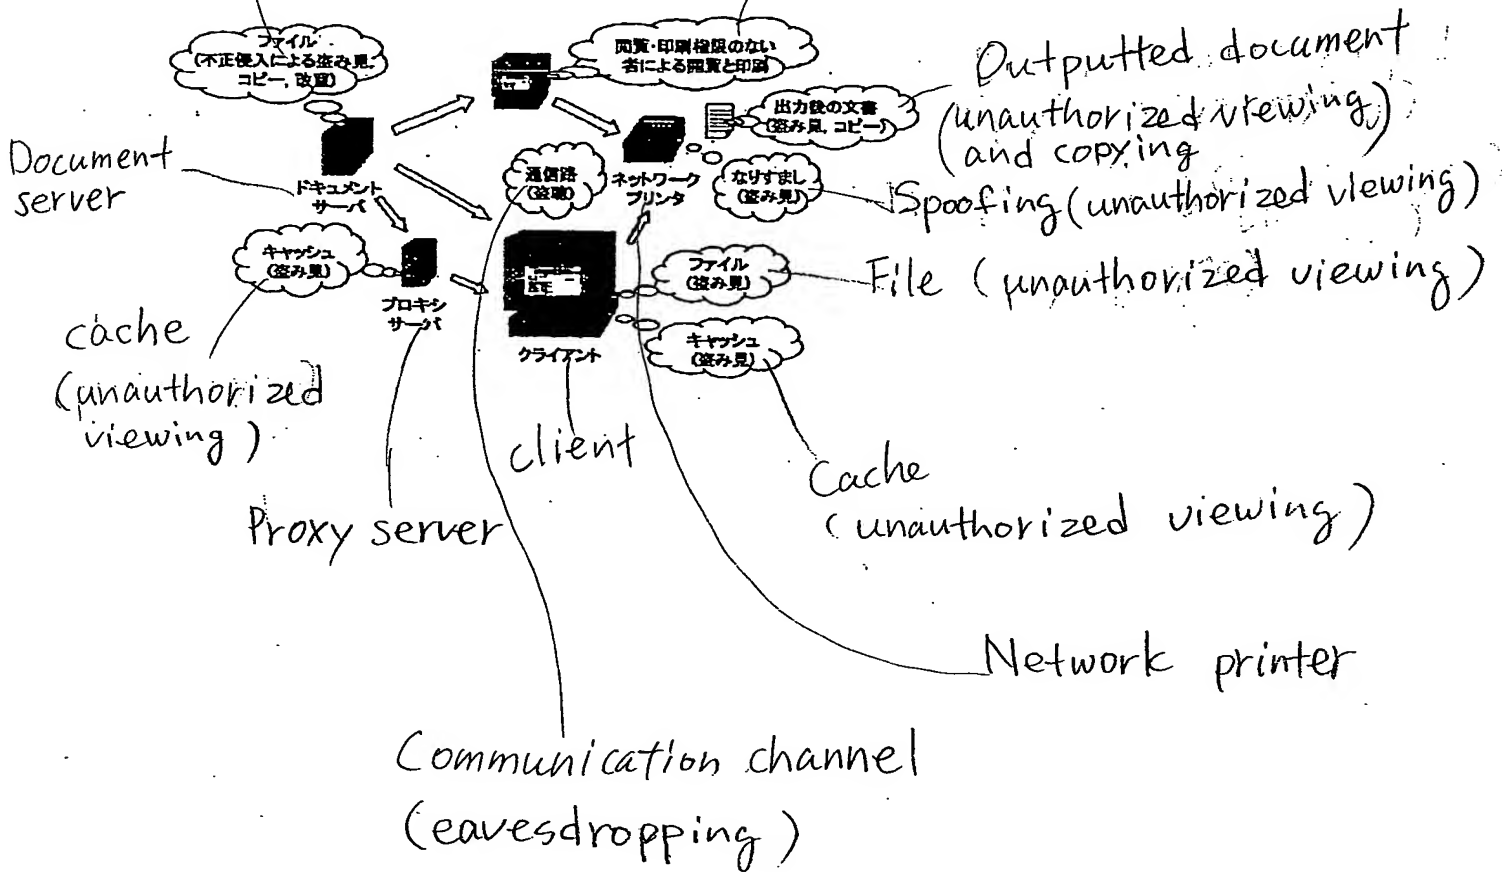 ファイル
(不正侵入による盗み見,
コピー, 改竄)
閲覧・印刷権限のない
者による閲覧と印刷
出力後の文書
(盗み見, コピー)
Outputted document
(unauthorized viewing,
and copying)
Document
server
ドキュメント
サーバ
通信路
(盗聴)
ネットワーク
プリンタ
なりすまし
(盗み見)
Spoofing (unauthorized viewing)
キャッシュ
(盗み見)
プロキシ
サーバ
ファイル
(盗み見)
File (unauthorized viewing)
クライアント
キャッシュ
(盗み見)
cache
(unauthorized
viewing)
client
Cache
(unauthorized viewing)
Proxy server
Network printer
Communication channel
(eavesdropping)